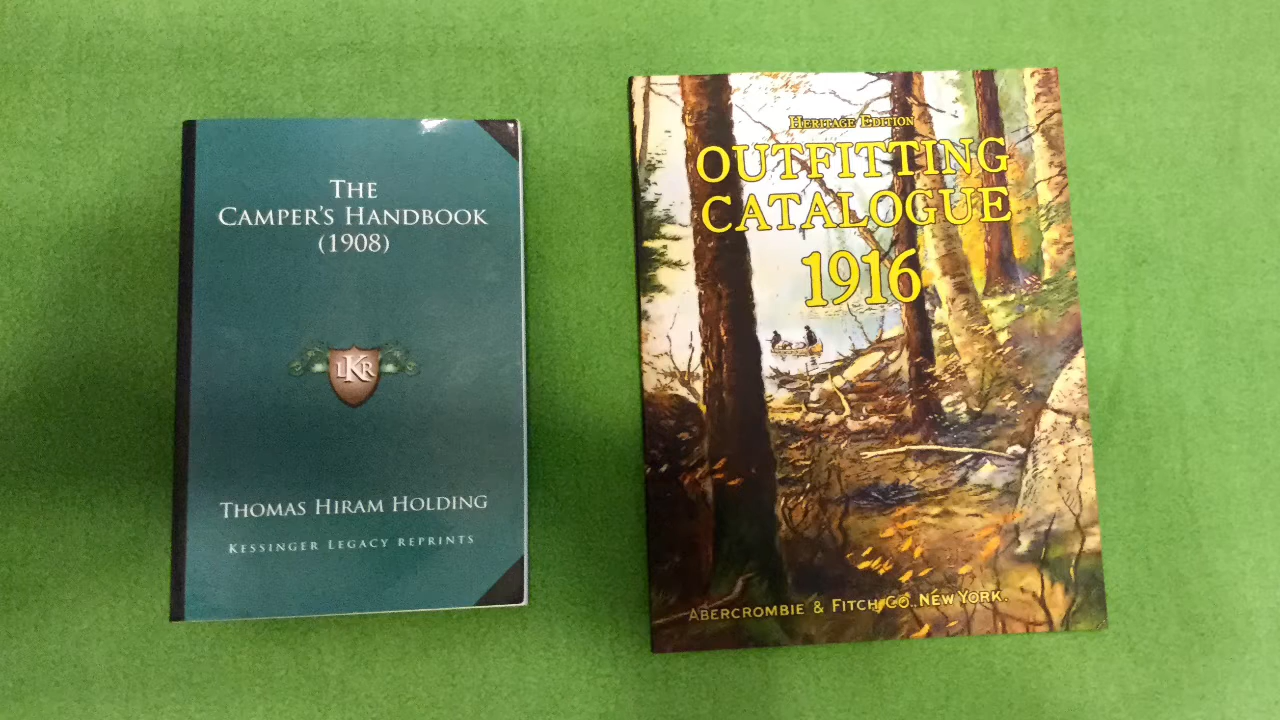 THE
CAMPER'S HANDBOOK
(1908)
LKR
THOMAS HIRAM HOLDING
KESSINGER LEGACY REPRINTS
HERITAGE EDITION
OUTFITTING
CATALOGUE
1916
ABERCROMBIE & FITCH CO., NEW YORK.